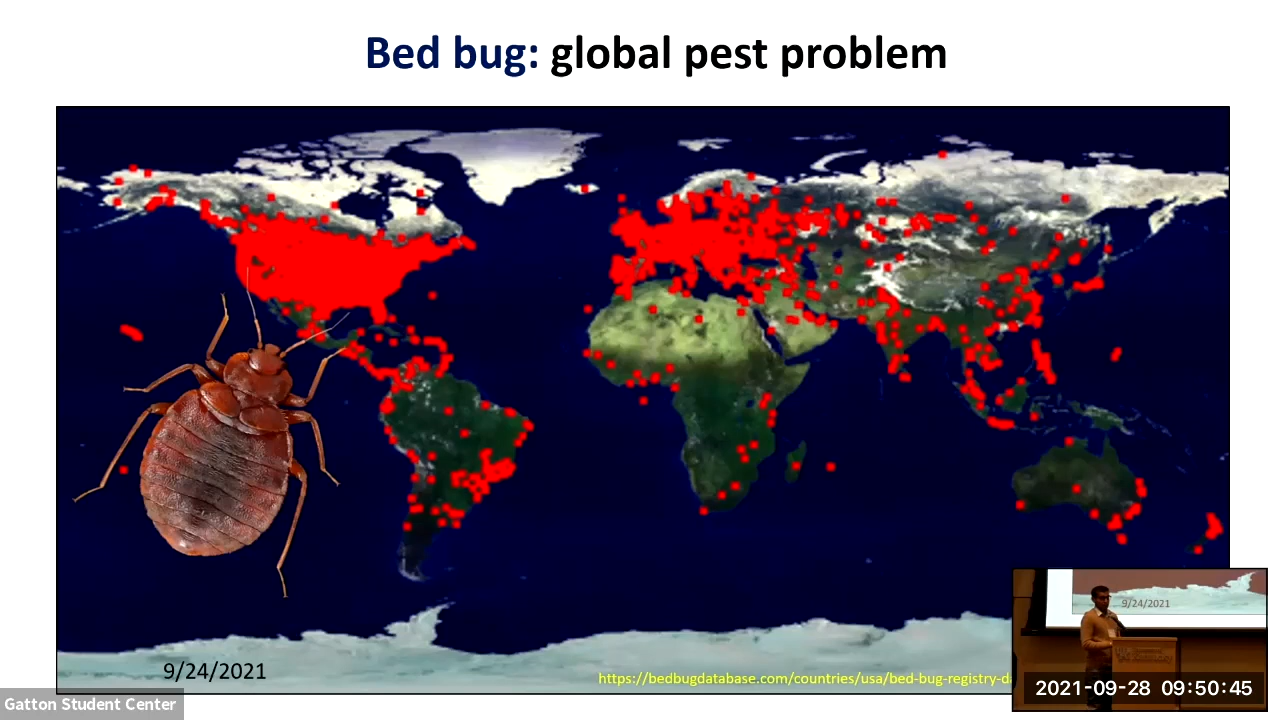 Bed bug: global pest problem
9/24/2021
https://bedbugdatabase.com/countries/usa/bed-bug-registry-d
9/24/2021
2021-09-28 09:50:45
Gatton Student Center